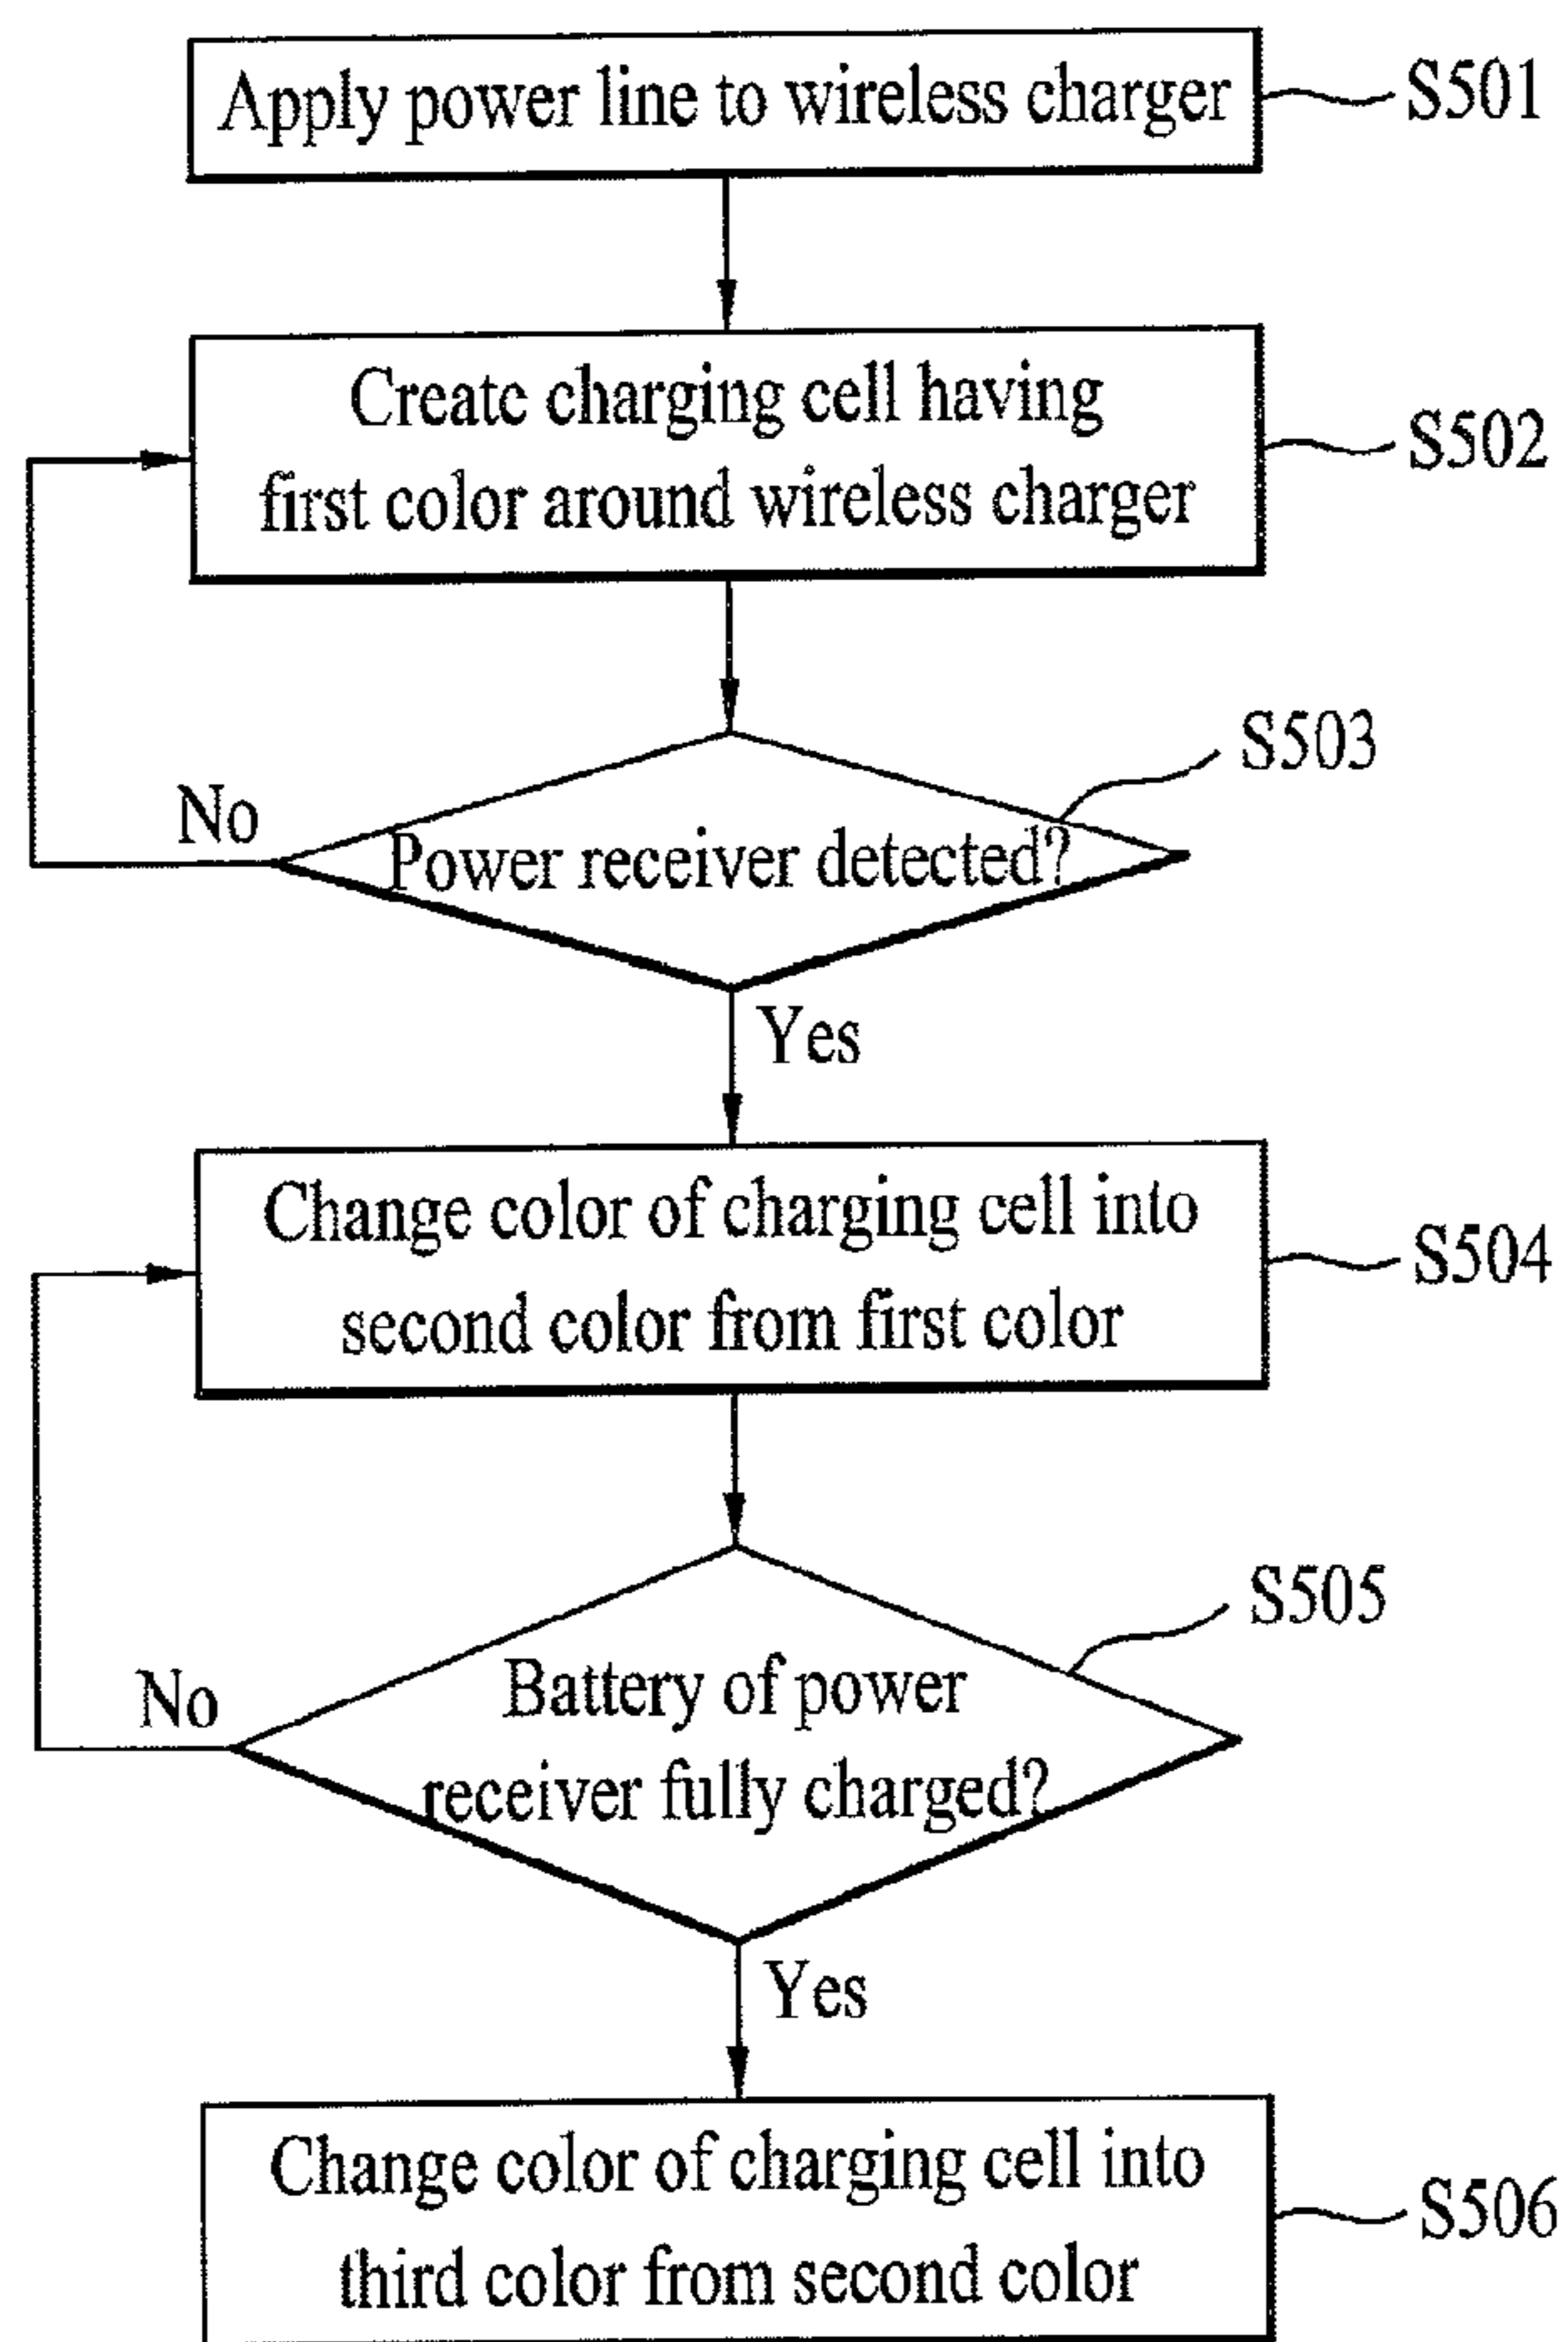 Apply power line to wireless charger
S501
Create charging cell having
first color around wireless charger
S502
S503
No
Power receiver detected?
Yes
Change color of charging cell into
second color from first color
S504
S505
Battery of power
No
receiver fully charged?
Yes
Change color of charging cell into
third color from second color
S506